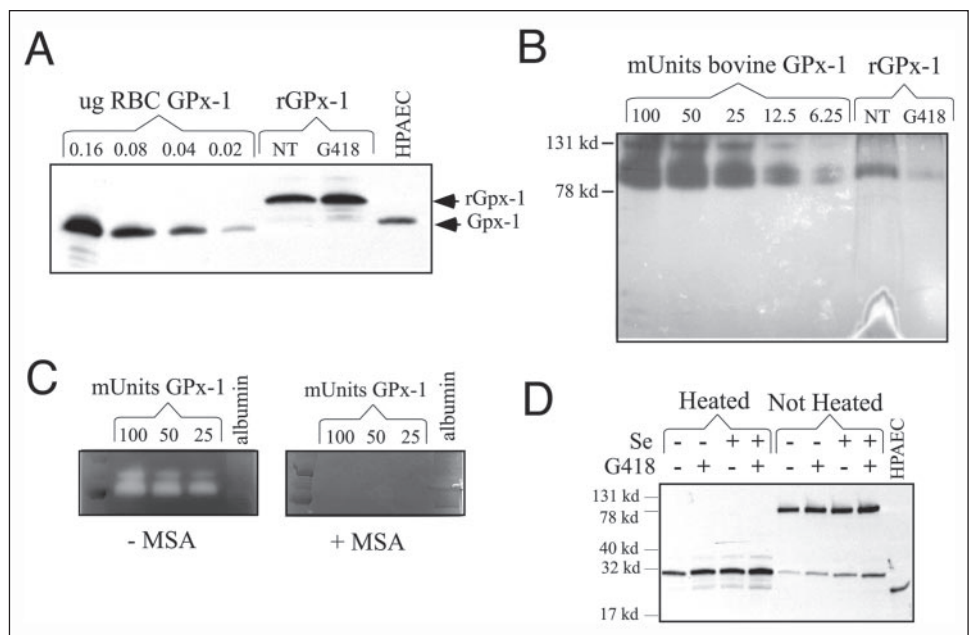 A
ug RBC GPx-1
rGPx-1
HPAEC
0.16 0.08 0.04 0.02 NT G418
rGpx-1
Gpx-1
B
mUnits bovine GPx-1
rGPx-1
100 50 25 12.5 6.25 NT G418
131 kd
78 kd
C
mUnits GPx-1
albumin
100 50 25
- MSA
mUnits GPx-1
albumin
100 50 25
+ MSA
D
Heated Not Heated
HPAEC
Se - - + + - - + +
G418 - + - + - + - +
131 kd
78 kd
40 kd
32 kd
17 kd